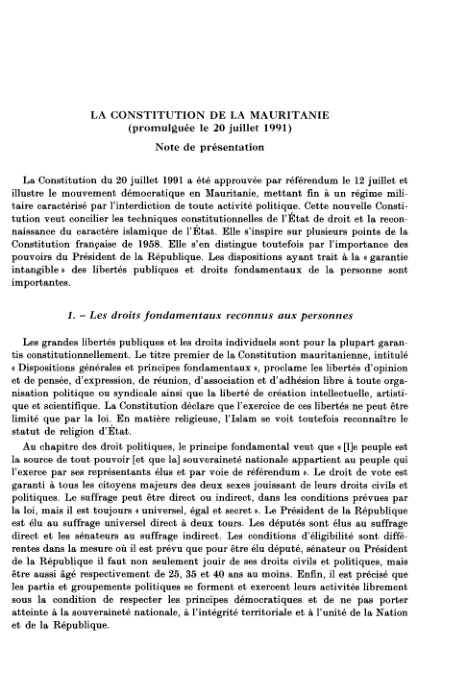 LA CONSTITUTION DE LA MAURITANIE
(promulguée le 20 juillet 1991)
Note de présentation
La Constitution du 20 juillet 1991 a été approuvée par référendum le 12 juillet et
illustre le mouvement démocratique en Mauritanie, mettant fin à un régime mili-
taire caractérisé par l'interdiction de toute activité politique. Cette nouvelle Consti-
tution veut concilier les techniques constitutionnelles de l'État de droit et la recon-
naissance du caractère islamique de l'État. Elle s'inspire sur plusieurs points de la
Constitution française de 1958. Elle s'en distingue toutefois par l'importance des
pouvoirs du Président de la République. Les dispositions ayant trait à la « garantie
intangible » des libertés publiques et droits fondamentaux de la personne sont
importantes.
1. – Les droits fondamentaux reconnus aux personnes
Les grandes libertés publiques et les droits individuels sont pour la plupart garan-
tis constitutionnellement. Le titre premier de la Constitution mauritanienne, intitulé
« Dispositions générales et principes fondamentaux », proclame les libertés d'opinion
et de pensée, d'expression, de réunion, d'association et d'adhésion libre à toute orga-
nisation politique ou syndicale ainsi que la liberté de création intellectuelle, artisti-
que et scientifique. La Constitution déclare que l'exercice de ces libertés ne peut être
limité que par la loi. En matière religieuse, l'Islam se voit toutefois reconnaître le
statut de religion d'État.
Au chapitre des droit politiques, le principe fondamental veut que « [l]e peuple est
la source de tout pouvoir [et que la] souveraineté nationale appartient au peuple qui
l'exerce par ses représentants élus et par voie de référendum ». Le droit de vote est
garanti à tous les citoyens majeurs des deux sexes jouissant de leurs droits civils et
politiques. Le suffrage peut être direct ou indirect, dans les conditions prévues par
la loi, mais il est toujours « universel, égal et secret ». Le Président de la République
est élu au suffrage universel direct à deux tours. Les députés sont élus au suffrage
direct et les sénateurs au suffrage indirect. Les conditions d'éligibilité sont diffé-
rentes dans la mesure où il est prévu que pour être élu député, sénateur ou Président
de la République il faut non seulement jouir de ses droits civils et politiques, mais
être aussi âgé respectivement de 25, 35 et 40 ans au moins. Enfin, il est précisé que
les partis et groupements politiques se forment et exercent leurs activités librement
sous la condition de respecter les principes démocratiques et de ne pas porter
atteinte à la souveraineté nationale, à l'intégrité territoriale et à l'unité de la Nation
et de la République.